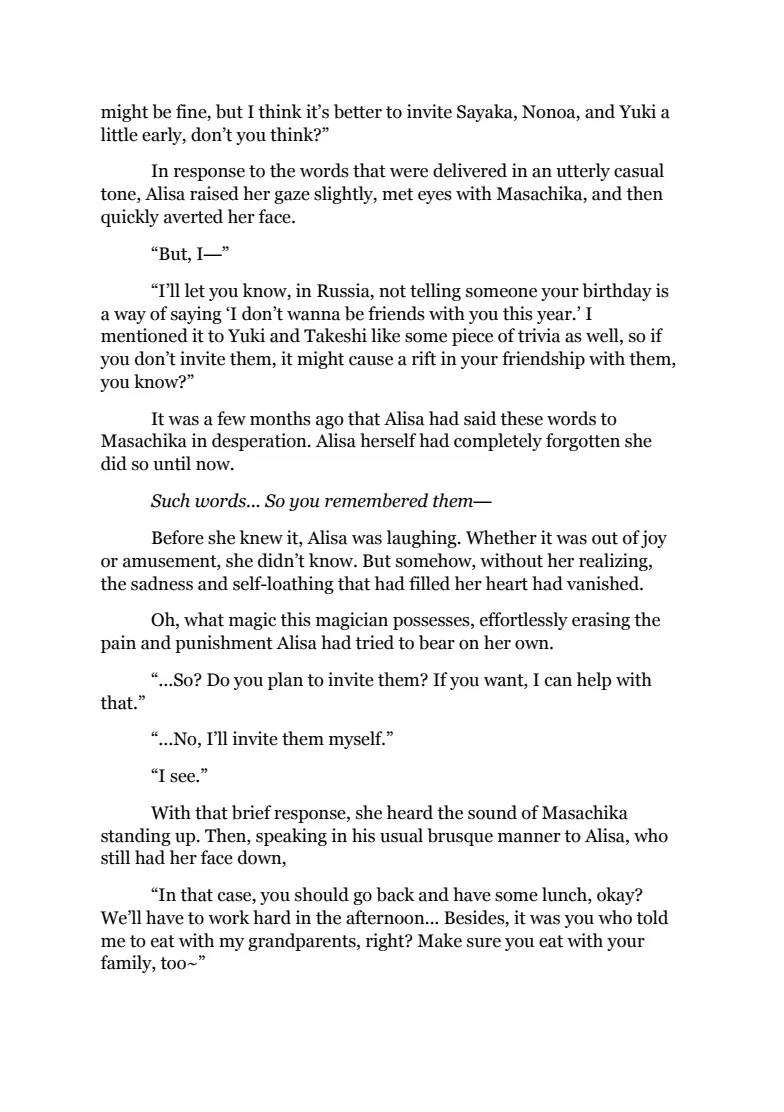 might be fine, but I think it’s better to invite Sayaka, Nonoa, and Yuki a
little early, don’t you think?”
In response to the words that were delivered in an utterly casual
tone, Alisa raised her gaze slightly, met eyes with Masachika, and then
quickly averted her face.
“But, I—”
“I’ll let you know, in Russia, not telling someone your birthday is
a way of saying ‘I don’t wanna be friends with you this year.’ I
mentioned it to Yuki and Takeshi like some piece of trivia as well, so if
you don’t invite them, it might cause a rift in your friendship with them,
you know?”
It was a few months ago that Alisa had said these words to
Masachika in desperation. Alisa herself had completely forgotten she
did so until now.
Such words... So you remembered them—
Before she knew it, Alisa was laughing. Whether it was out of joy
or amusement, she didn’t know. But somehow, without her realizing,
the sadness and self-loathing that had filled her heart had vanished.
Oh, what magic this magician possesses, effortlessly erasing the
pain and punishment Alisa had tried to bear on her own.
“...So? Do you plan to invite them? If you want, I can help with
that.”
“...No, I’ll invite them myself.”
“I see.”
With that brief response, she heard the sound of Masachika
standing up. Then, speaking in his usual brusque manner to Alisa, who
still had her face down,
“In that case, you should go back and have some lunch, okay?
We’ll have to work hard in the afternoon... Besides, it was you who told
me to eat with my grandparents, right? Make sure you eat with your
family, too~”